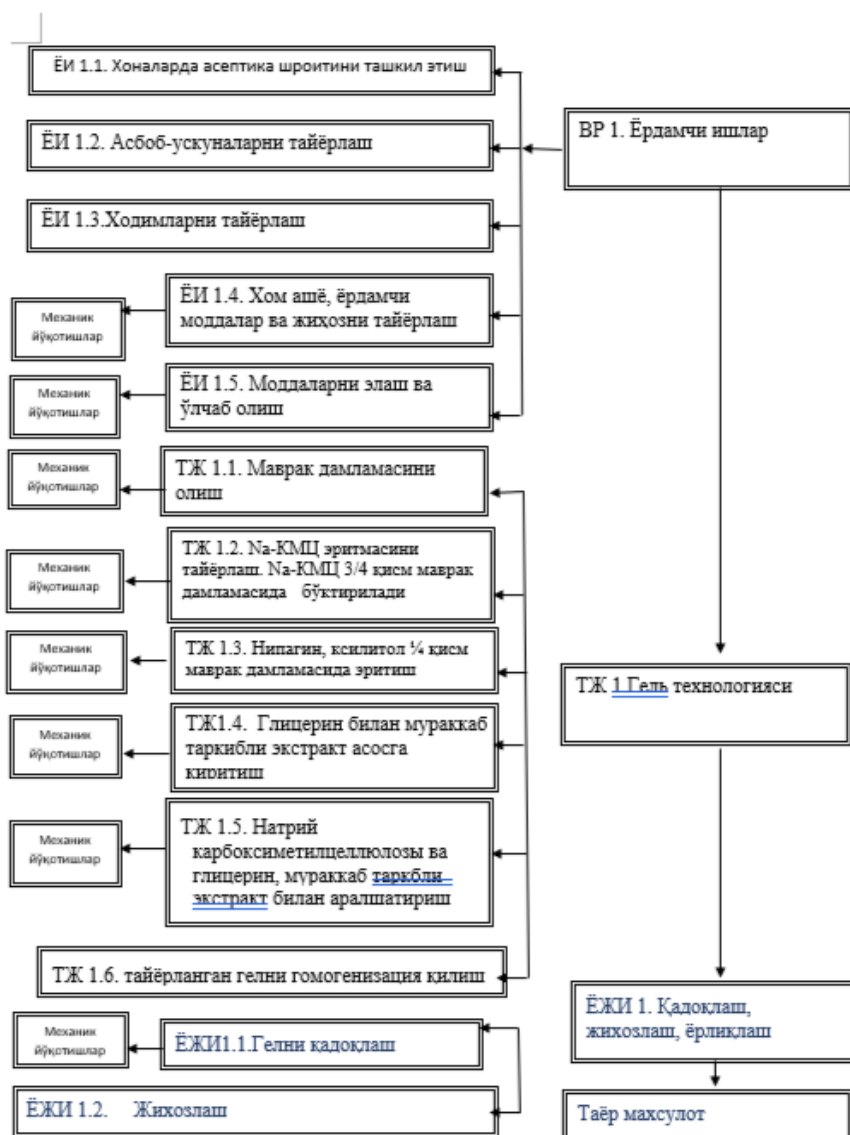 ЁИ 1.1. Хоналарда асептика шроитини ташкил этиш
ВР 1. Ёрдамчи ишлар
ЁИ 1.2. Асбоб-ускуналарни тайёрлаш
ЁИ 1.3.Ходимларни тайёрлаш
Механик
йўқотишлар
ЁИ 1.4. Хом ашё, ёрдамчи
моддалар ва жиҳозни тайёрлаш
Механик
йўқотишлар
ЁИ 1.5. Моддаларни элаш ва
ўлчаб олиш
Механик
йўқотишлар
ТЖ 1.1. Маврак дамламасини
олиш
Механик
йўқотишлар
ТЖ 1.2. Na-КМЦ эритмасини
тайёрлаш. Na-КМЦ 3/4 қисм маврак
дамламасида бўктирилади
Механик
йўқотишлар
ТЖ 1.3. Нипагин, ксилитол ¼ қисм
маврак дамламасида эритиш
ТЖ 1.Гель технологияси
Механик
йўқотишлар
ТЖ1.4. Глицерин билан мураккаб
таркибли экстракт асосга
киритиш
Механик
йўқотишлар
ТЖ 1.5. Натрий
карбоксиметилцеллюлозы ва
глицерин, мураккаб таркбли
экстракт билан аралшатириш
ТЖ 1.6. тайёрланган гелни гомогенизация қилиш
ЁЖИ 1. Қадоқлаш,
жихозлаш, ёрлиқлаш
Механик
йўқотишлар
ЁЖИ1.1.Гелни қадоқлаш
ЁЖИ 1.2. Жихозлаш
Таёр махсулот